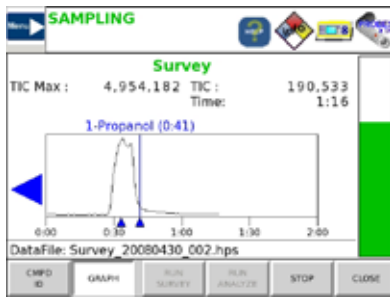 Menu
SAMPLING
Survey
TIC Max : 4,954,182 TIC : 190,533
Time: 1:16
1-Propanol (0:41)
0:00 0:30 1:00 1:30 2:00
DataFile: Survey_20080430_002.hps
CMPD ID GRAPH RUN SURVEY RUN ANALYZE STOP CLOSE